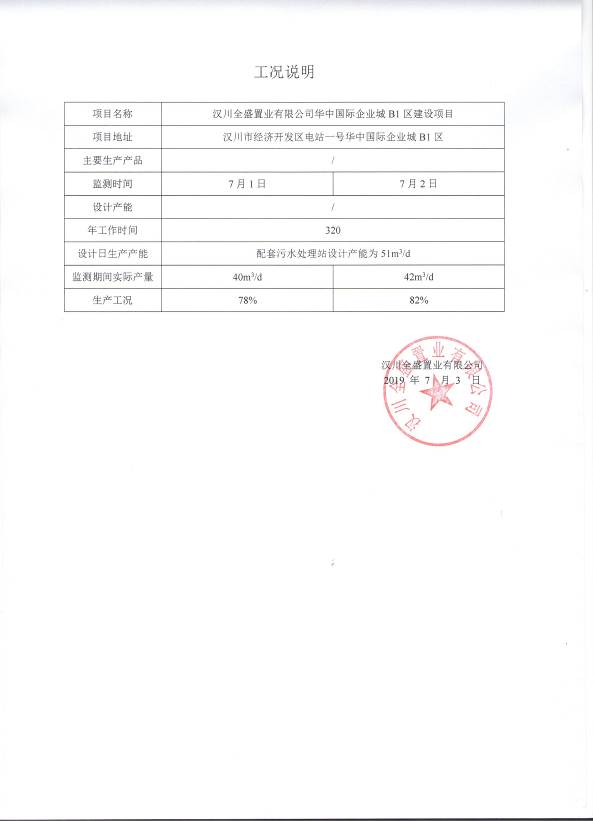 工况说明
项目名称 汉川全盛置业有限公司华中国际企业城 B1 区建设项目
项目地址 汉川市经济开发区电站一号华中国际企业城 B1 区
主要生产产品 /
监测时间 7 月 1 日 7 月 2 日
设计产能 /
年工作时间 320
设计日生产产能 配套污水处理站设计产能为 51m³/d
监测期间实际产量 40m³/d 42m³/d
生产工况 78% 82%
汉川全盛置业有限公司
2019 年 7 月 3 日
汉川全盛置业有限公司